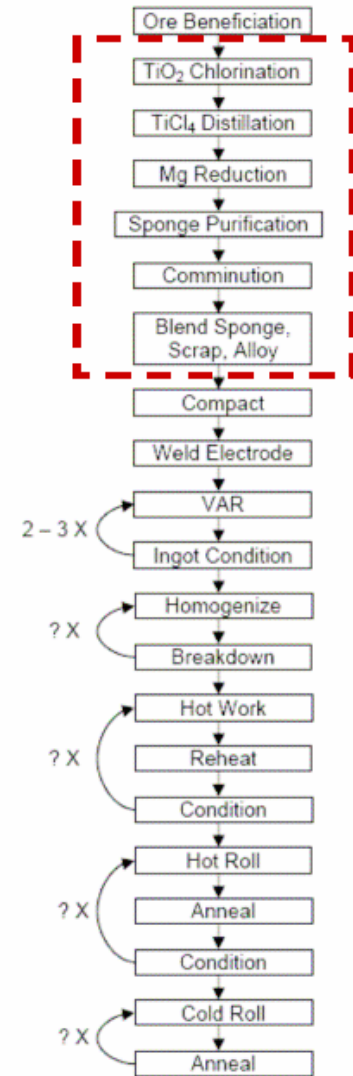 Ore Beneficiation
TiO₂ Chlorination
TiCl₄ Distillation
Mg Reduction
Sponge Purification
Comminution
Blend Sponge,
Scrap, Alloy
Compact
Weld Electrode
VAR
2 – 3 X
Ingot Condition
Homogenize
? X
Breakdown
Hot Work
? X
Reheat
Condition
Hot Roll
? X
Anneal
Condition
Cold Roll
? X
Anneal